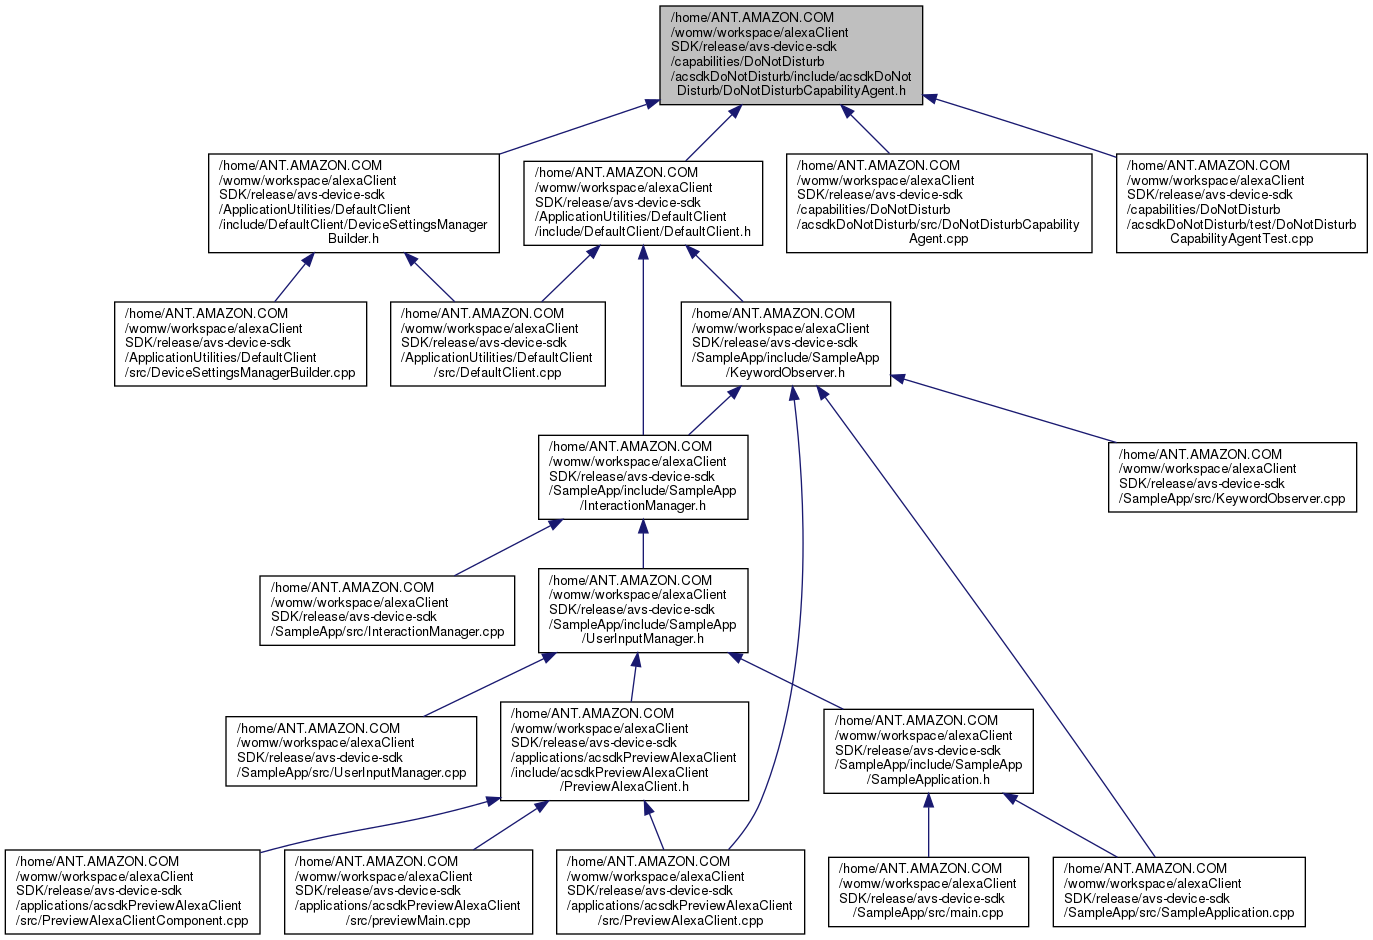 /home/ANT.AMAZON.COM
/womw/workspace/alexaClient
SDK/release/avs-device-sdk
/capabilities/DoNotDisturb
/acsdkDoNotDisturb/include/acsdkDoNot
Disturb/DoNotDisturbCapabilityAgent.h
/home/ANT.AMAZON.COM
/womw/workspace/alexaClient
SDK/release/avs-device-sdk
/ApplicationUtilities/DefaultClient
/include/DefaultClient/DeviceSettingsManager
Builder.h
/home/ANT.AMAZON.COM
/womw/workspace/alexaClient
SDK/release/avs-device-sdk
/ApplicationUtilities/DefaultClient
/include/DefaultClient/DefaultClient.h
/home/ANT.AMAZON.COM
/womw/workspace/alexaClient
SDK/release/avs-device-sdk
/capabilities/DoNotDisturb
/acsdkDoNotDisturb/src/DoNotDisturbCapability
Agent.cpp
/home/ANT.AMAZON.COM
/womw/workspace/alexaClient
SDK/release/avs-device-sdk
/capabilities/DoNotDisturb
/acsdkDoNotDisturb/test/DoNotDisturb
CapabilityAgentTest.cpp
/home/ANT.AMAZON.COM
/womw/workspace/alexaClient
SDK/release/avs-device-sdk
/ApplicationUtilities/DefaultClient
/src/DeviceSettingsManagerBuilder.cpp
/home/ANT.AMAZON.COM
/womw/workspace/alexaClient
SDK/release/avs-device-sdk
/ApplicationUtilities/DefaultClient
/src/DefaultClient.cpp
/home/ANT.AMAZON.COM
/womw/workspace/alexaClient
SDK/release/avs-device-sdk
/SampleApp/include/SampleApp
/KeywordObserver.h
/home/ANT.AMAZON.COM
/womw/workspace/alexaClient
SDK/release/avs-device-sdk
/SampleApp/include/SampleApp
/InteractionManager.h
/home/ANT.AMAZON.COM
/womw/workspace/alexaClient
SDK/release/avs-device-sdk
/SampleApp/src/KeywordObserver.cpp
/home/ANT.AMAZON.COM
/womw/workspace/alexaClient
SDK/release/avs-device-sdk
/SampleApp/src/InteractionManager.cpp
/home/ANT.AMAZON.COM
/womw/workspace/alexaClient
SDK/release/avs-device-sdk
/SampleApp/include/SampleApp
/UserInputManager.h
/home/ANT.AMAZON.COM
/womw/workspace/alexaClient
SDK/release/avs-device-sdk
/SampleApp/src/UserInputManager.cpp
/home/ANT.AMAZON.COM
/womw/workspace/alexaClient
SDK/release/avs-device-sdk
/applications/acsdkPreviewAlexaClient
/include/acsdkPreviewAlexaClient
/PreviewAlexaClient.h
/home/ANT.AMAZON.COM
/womw/workspace/alexaClient
SDK/release/avs-device-sdk
/SampleApp/include/SampleApp
/SampleApplication.h
/home/ANT.AMAZON.COM
/womw/workspace/alexaClient
SDK/release/avs-device-sdk
/applications/acsdkPreviewAlexaClient
/src/PreviewAlexaClientComponent.cpp
/home/ANT.AMAZON.COM
/womw/workspace/alexaClient
SDK/release/avs-device-sdk
/applications/acsdkPreviewAlexaClient
/src/previewMain.cpp
/home/ANT.AMAZON.COM
/womw/workspace/alexaClient
SDK/release/avs-device-sdk
/applications/acsdkPreviewAlexaClient
/src/PreviewAlexaClient.cpp
/home/ANT.AMAZON.COM
/womw/workspace/alexaClient
SDK/release/avs-device-sdk
/SampleApp/src/main.cpp
/home/ANT.AMAZON.COM
/womw/workspace/alexaClient
SDK/release/avs-device-sdk
/SampleApp/src/SampleApplication.cpp